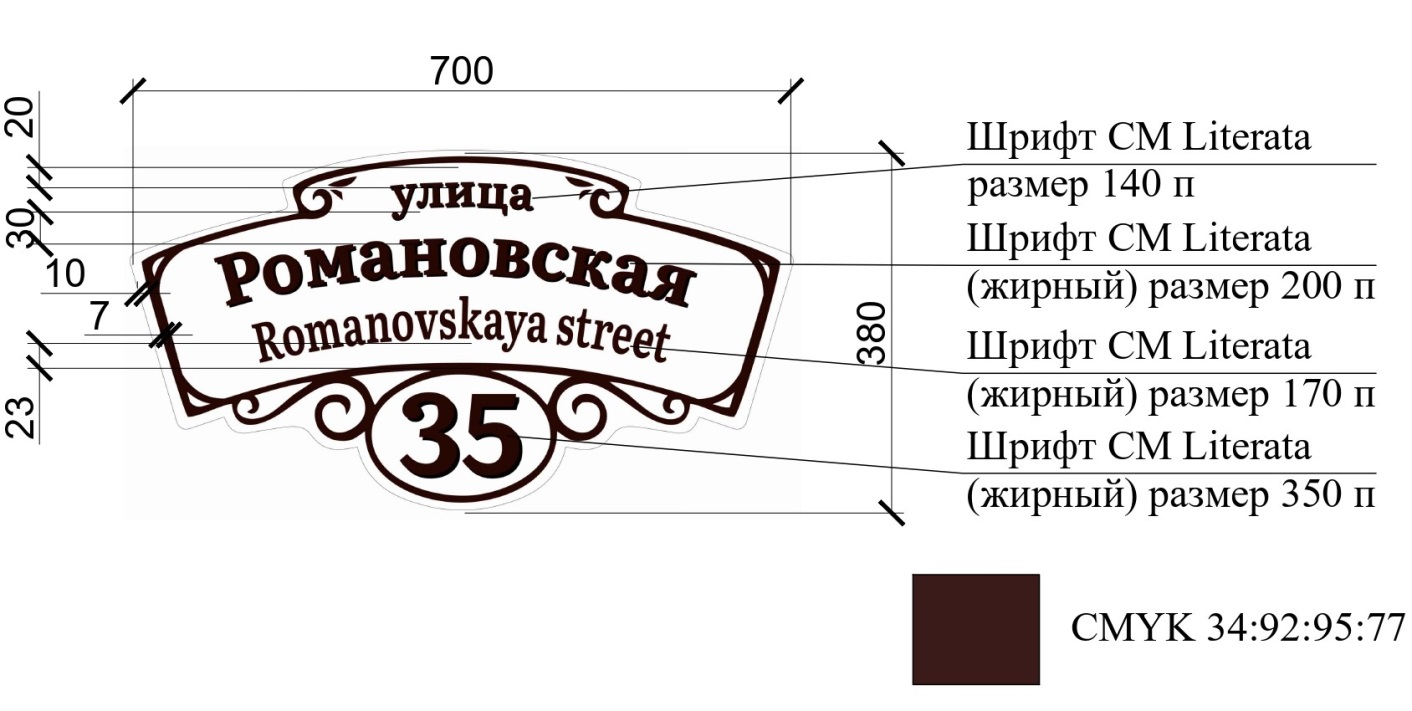 700
20
30
10
7
23
380
улица
Романовская
Romanovskaya street
35
Шрифт CM Literata
размер 140 п
Шрифт CM Literata
(жирный) размер 200 п
Шрифт CM Literata
(жирный) размер 170 п
Шрифт CM Literata
(жирный) размер 350 п
CMYK 34:92:95:77